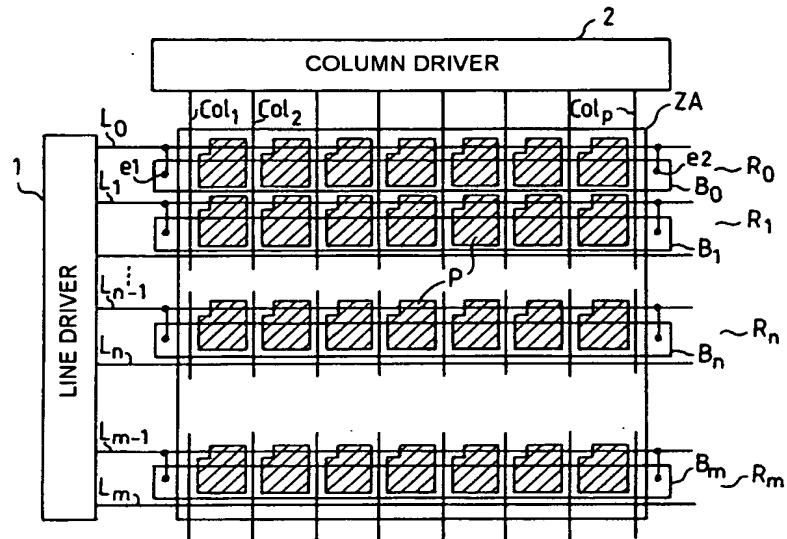 2
COLUMN DRIVER
Col1 Col2 Colp ZA
L0
1 e1 e2 R0
L1 B0
R1
B1
Ln-1 P
Rn
Ln Bn
LINE DRIVER
Lm-1
Bm Rm
Lm